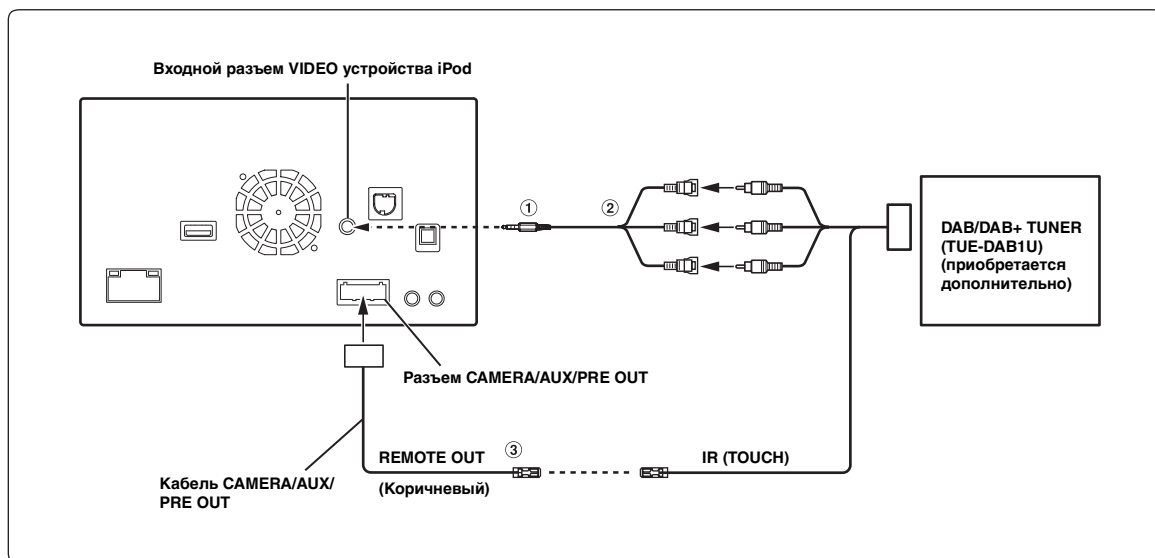 Входной разъем VIDEO устройства iPod
①
②
DAB/DAB+ TUNER
(TUE-DAB1U)
(приобретается
дополнительно)
Разъем CAMERA/AUX/PRE OUT
REMOTE OUT
③
IR (TOUCH)
(Коричневый)
Кабель CAMERA/AUX/
PRE OUT